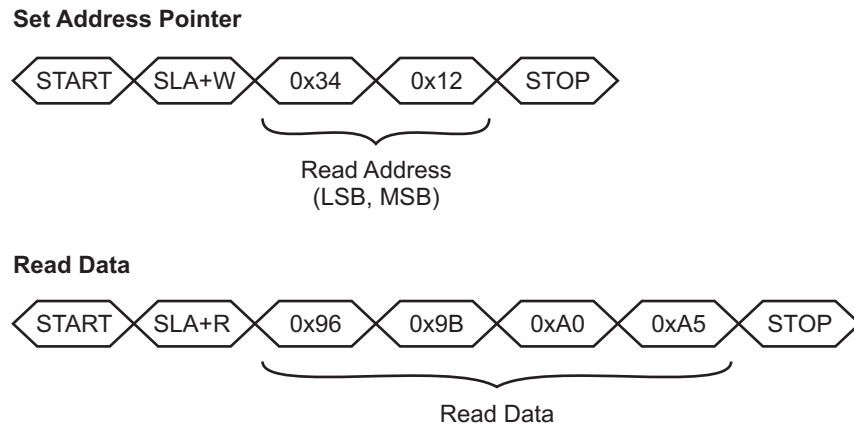 Set Address Pointer
START SLA+W 0x34 0x12 STOP
Read Address
(LSB, MSB)
Read Data
START SLA+R 0x96 0x9B 0xA0 0xA5 STOP
Read Data